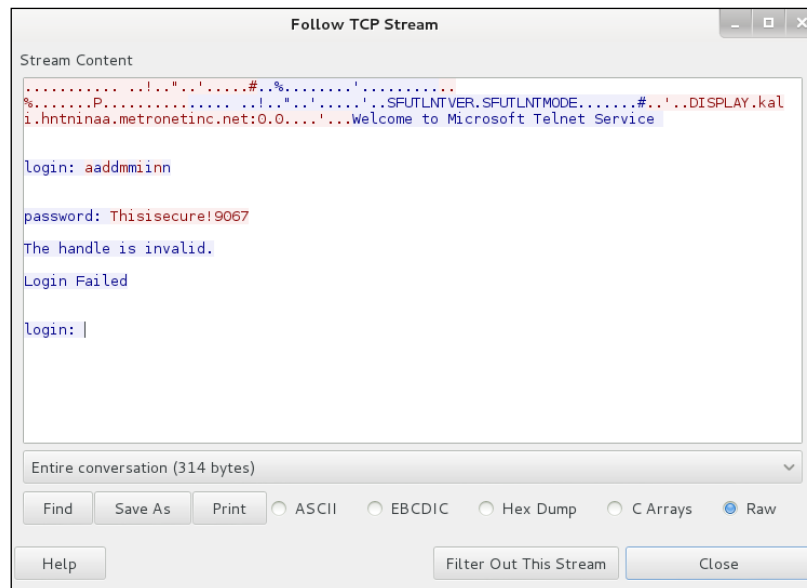 Follow TCP Stream
Stream Content
........... ..!.."..'.....#..%........'...........
%.......P............... ..!.."..'.....'..SFUTLNTVER.SFUTLNTMODE.......#..'..DISPLAY.kal
i.hntninaa.metronetinc.net:0.0....'...Welcome to Microsoft Telnet Service
login: aaddmmiinn
password: Thisisecure!9067
The handle is invalid.
Login Failed
login:
Entire conversation (314 bytes)
Find Save As Print ASCII EBCDIC Hex Dump C Arrays Raw
Help Filter Out This Stream Close